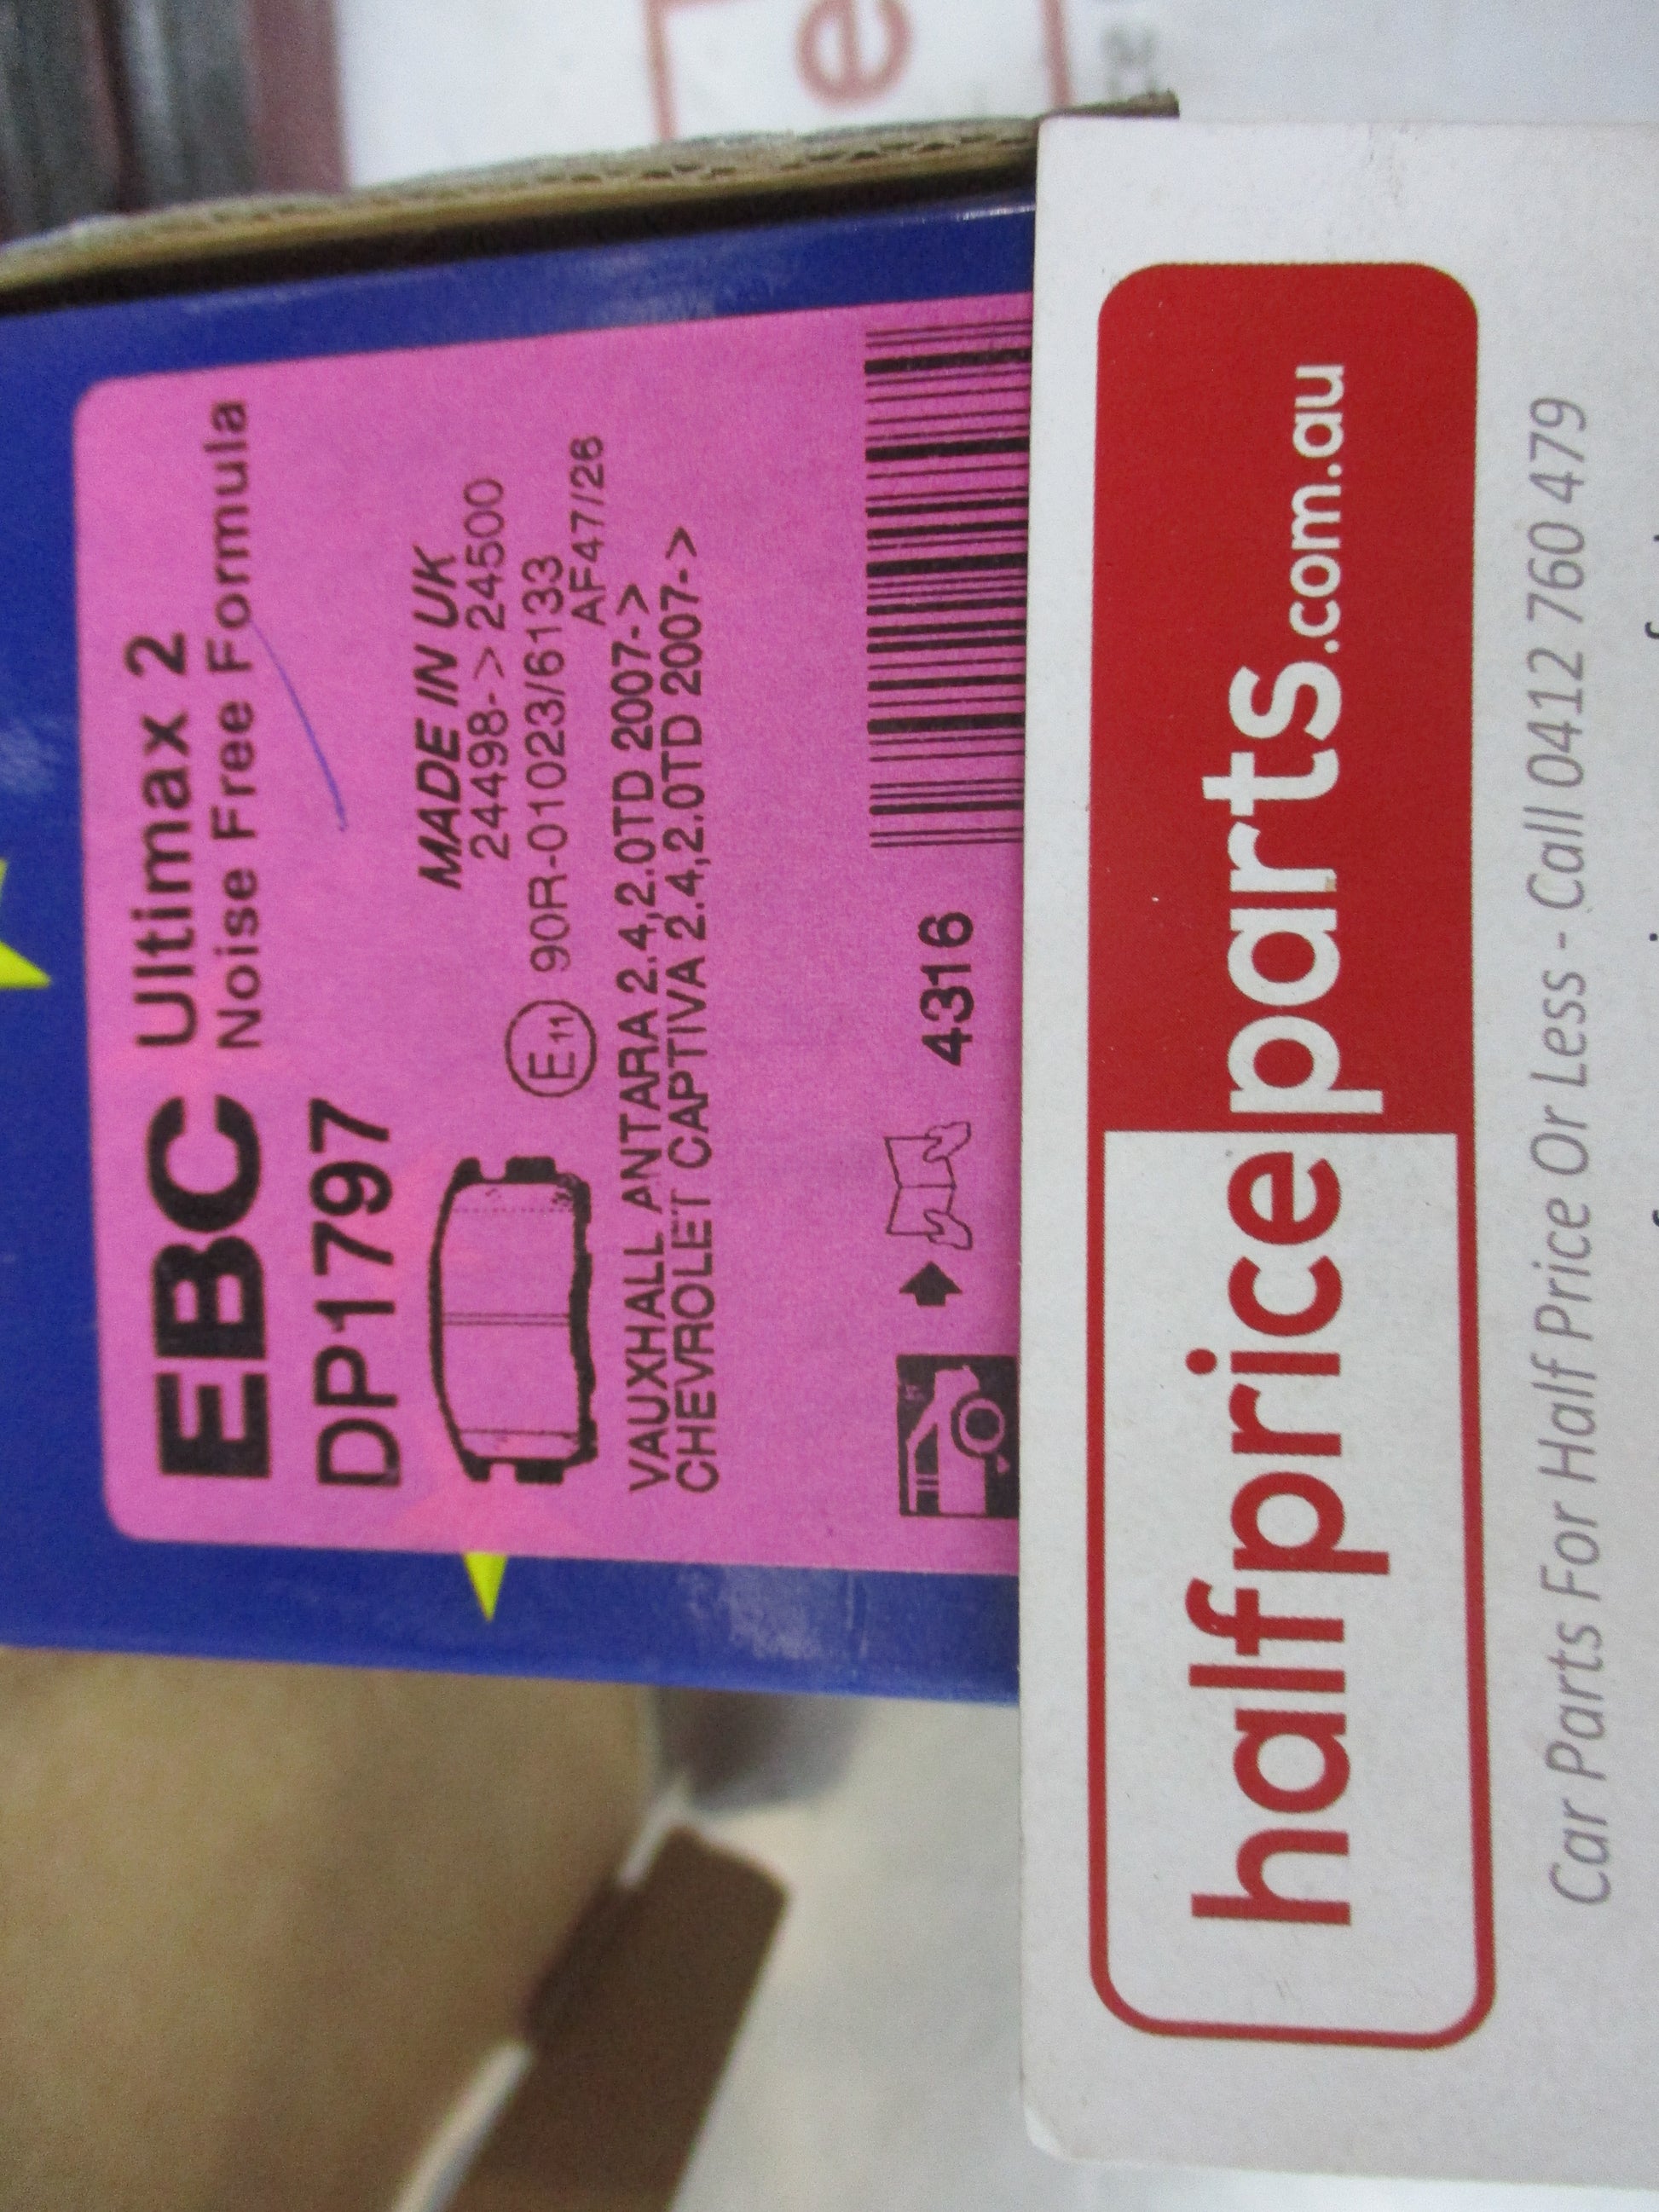 EBC Ultimax 2
Noise Free Formula
DP1797
MADE IN UK
24498-> 24500
E11 90R-01023/6133
AF47/26
VAUXHALL ANTARA 2.4,2.0TD 2007->
CHEVROLET CAPTIVA 2.4,2.0TD 2007->
4316
halfpriceparts.com.au
Car Parts For Half Price Or Less - Call 0412 760 479